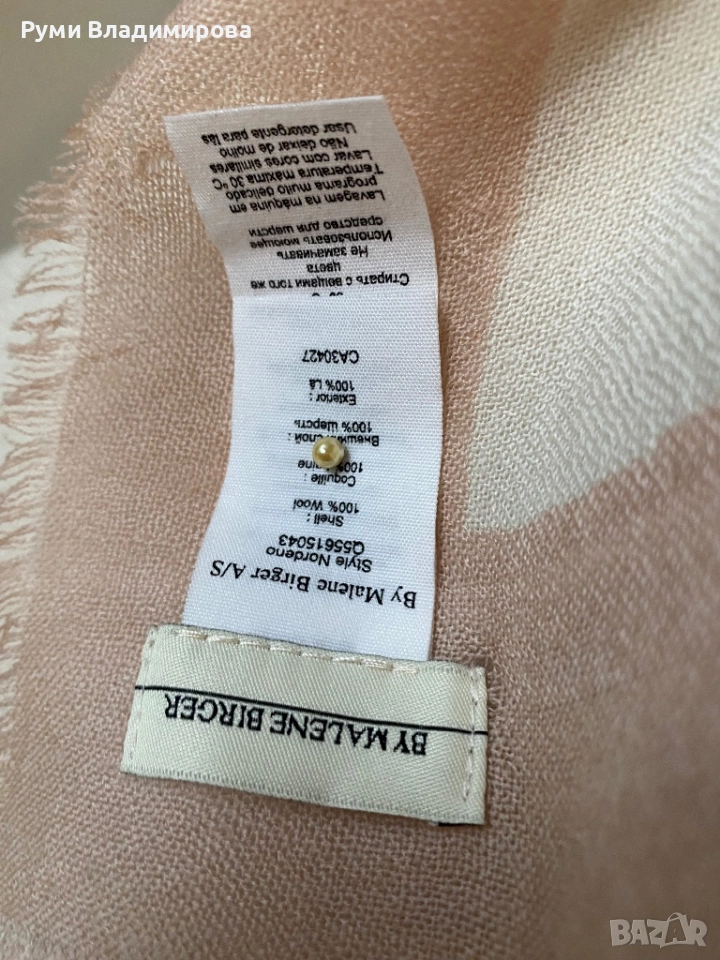 Руми Владимирова
BY MALENE BIRGER
By Malene Birger A/S
Style Nordeno
Q55615043
Shell :
100% Wool
Coquille :
100%
Внешний слой :
100% Шерсть
Exterior :
100% Lã
CA30427
Стирать с вещами того же
цвета
Не замачивать
Использовать моющее
средство для шерсти
Lavagem na máquina em
programa muito delicado
Temperatura máxima 30 °C
Lavar com cores similares
Não deixar de molho
Usar detergente para lãs
BAZAR